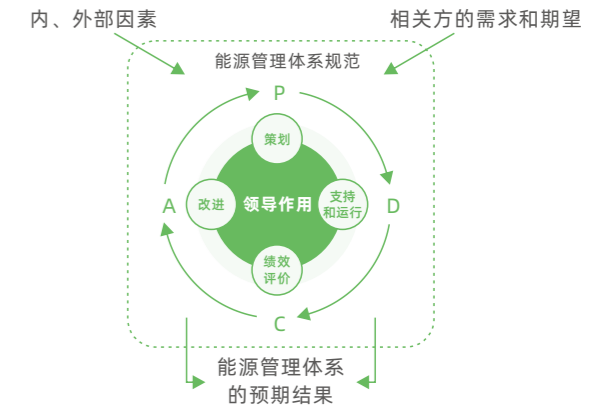 内、外部因素
相关方的需求和期望
能源管理体系规范
P
策划
A
改进
领导作用
支持
和运行
D
绩效
评价
C
能源管理体系
的预期结果